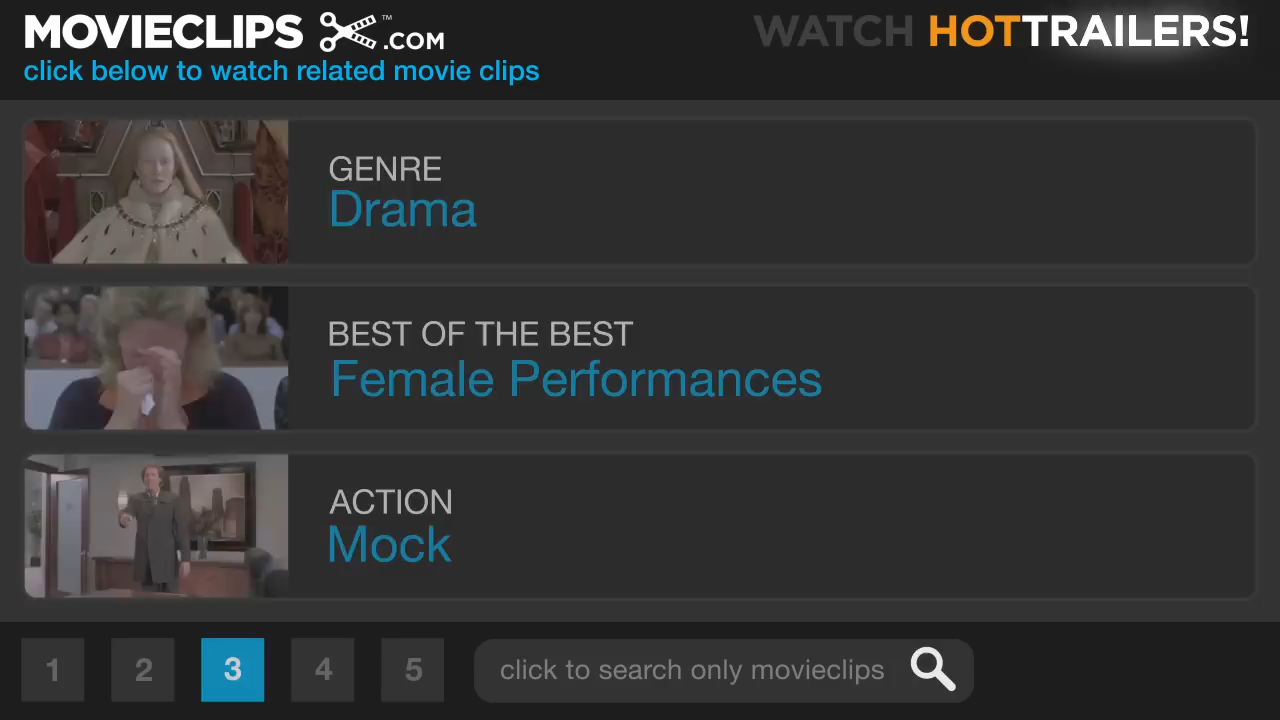 MOVIECLIPS ™ .COM
WATCH HOTTRAILERS!
click below to watch related movie clips
GENRE
Drama
BEST OF THE BEST
Female Performances
ACTION
Mock
1 2 3 4 5
click to search only movieclips